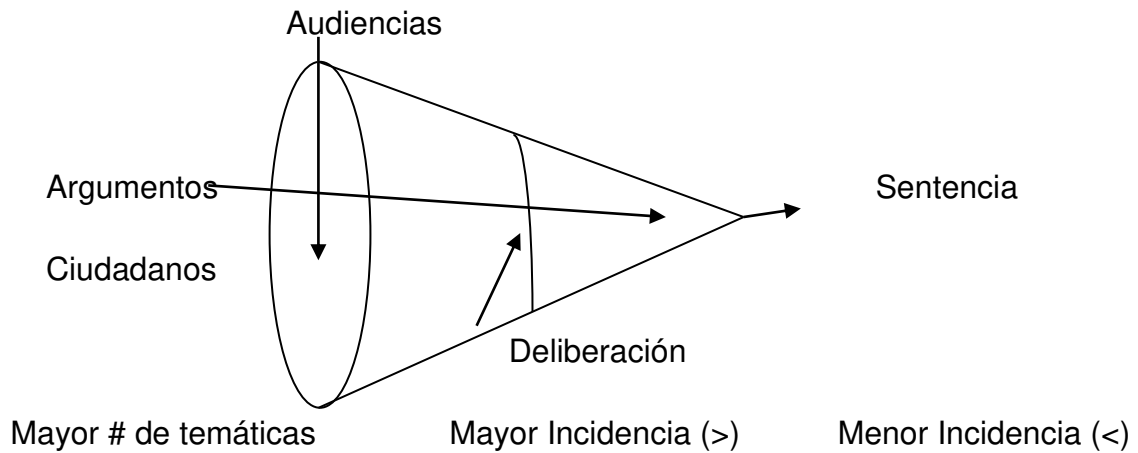 Audiencias
Argumentos
Sentencia
Ciudadanos
Deliberación
Mayor # de temáticas Mayor Incidencia (>) Menor Incidencia (<)